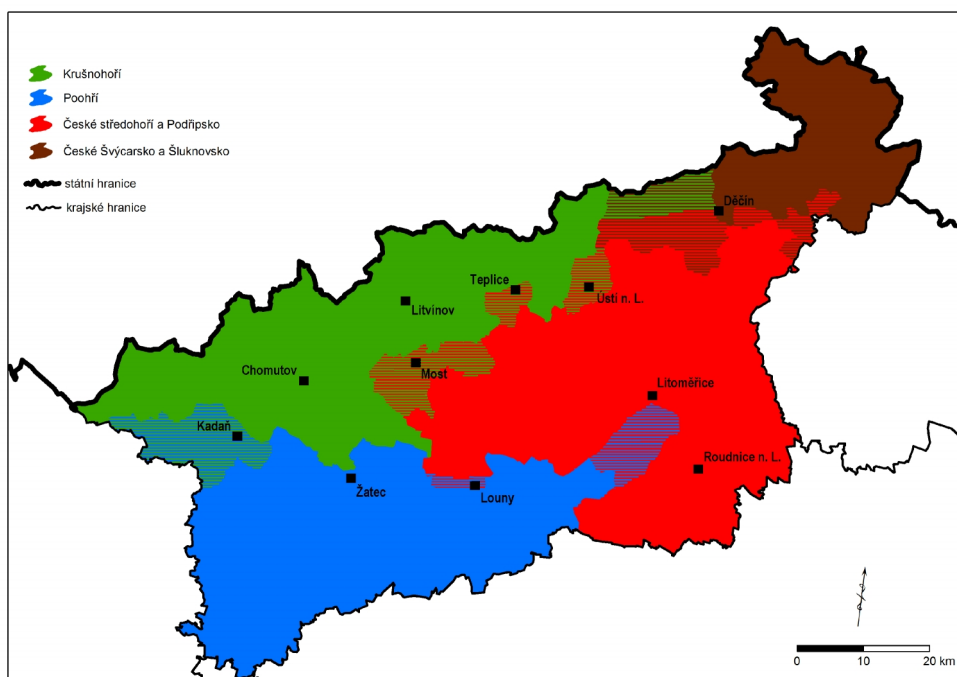 Krušnohoří
Poohří
České středohoří a Podřipsko
České Švýcarsko a Šluknovsko
státní hranice
krajské hranice
Děčín
Teplice
Ústí n. L.
Litvínov
Most
Chomutov
Litoměřice
Kadaň
Roudnice n. L.
Žatec
Louny
0 10 20 km